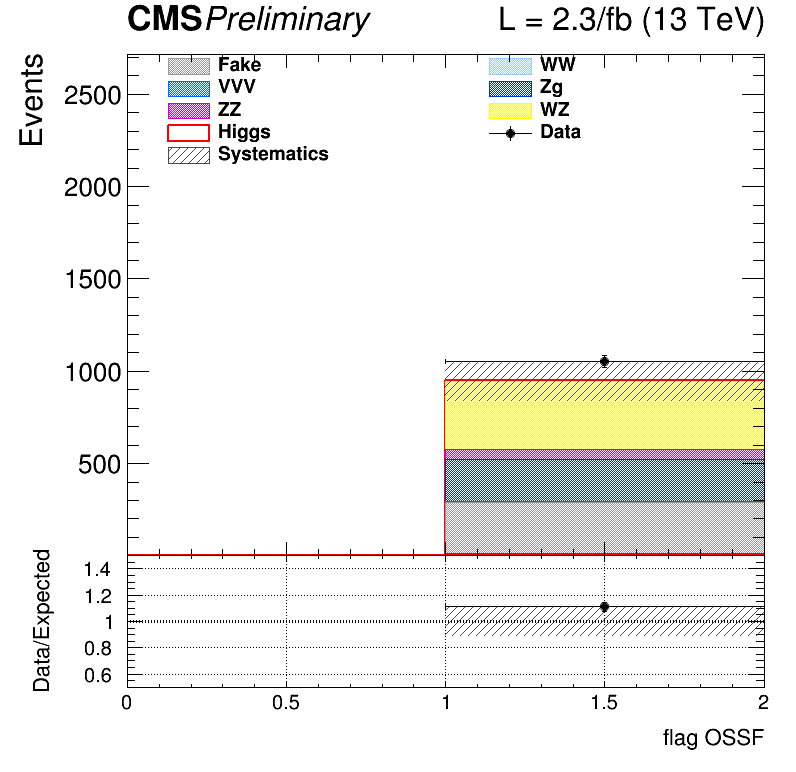 CMS Preliminary L = 2.3/fb (13 TeV)
Events
2500
2000
1500
1000
500
Fake WW
VVV Zg
ZZ WZ
Higgs Data
Systematics
Data/Expected
1.4
1.2
1
0.8
0.6
0 0.5 1 1.5 2
flag OSSF